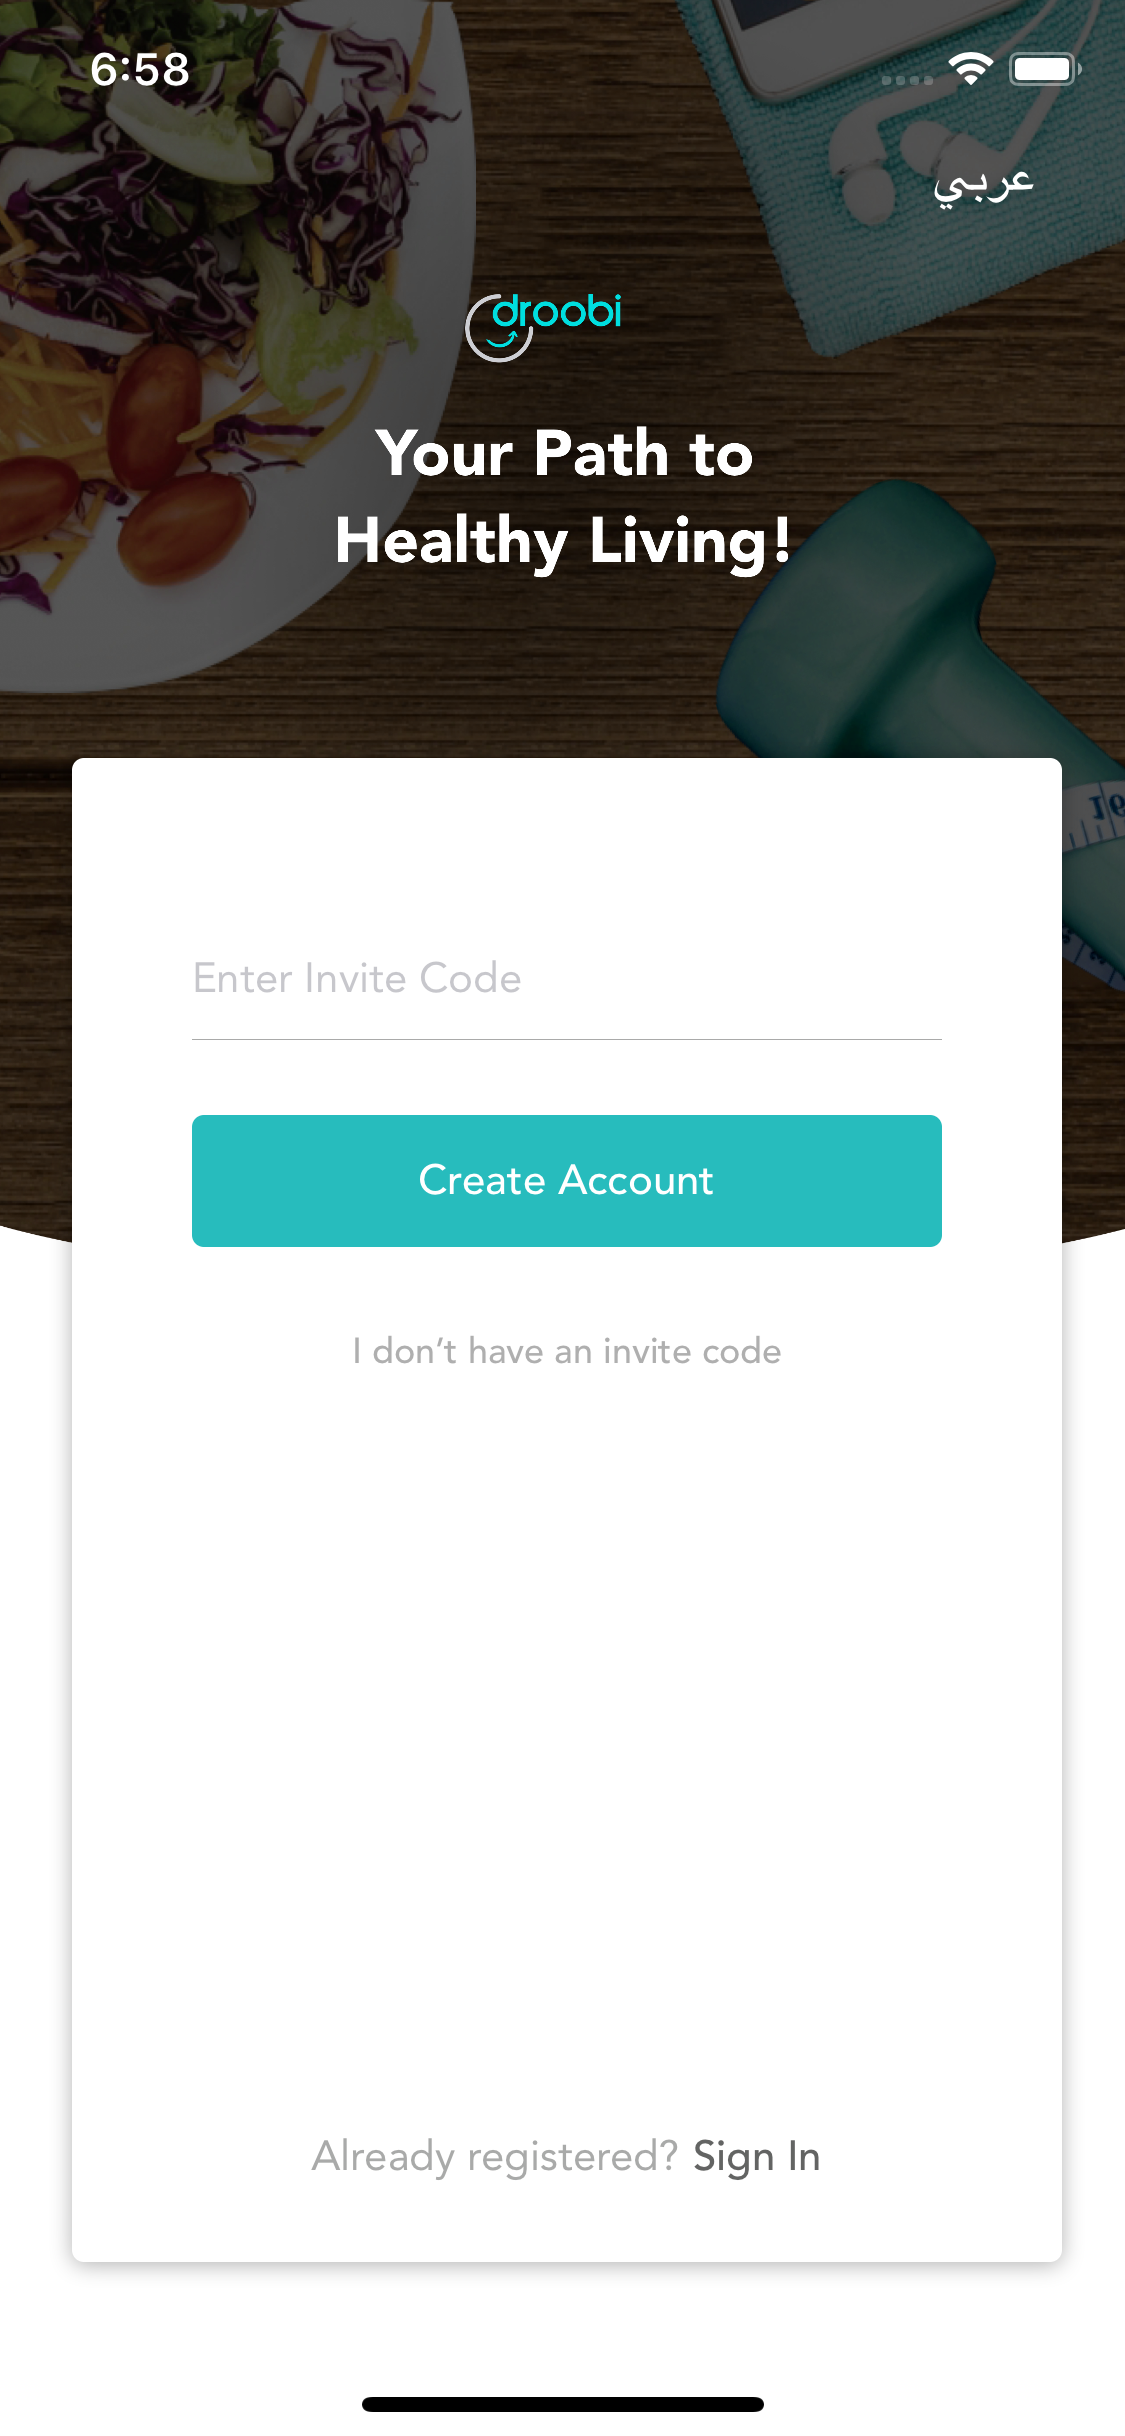 6:58
عربي
droobi
Your Path to
Healthy Living!
16
Enter Invite Code
Create Account
I don't have an invite code
Already registered? Sign In